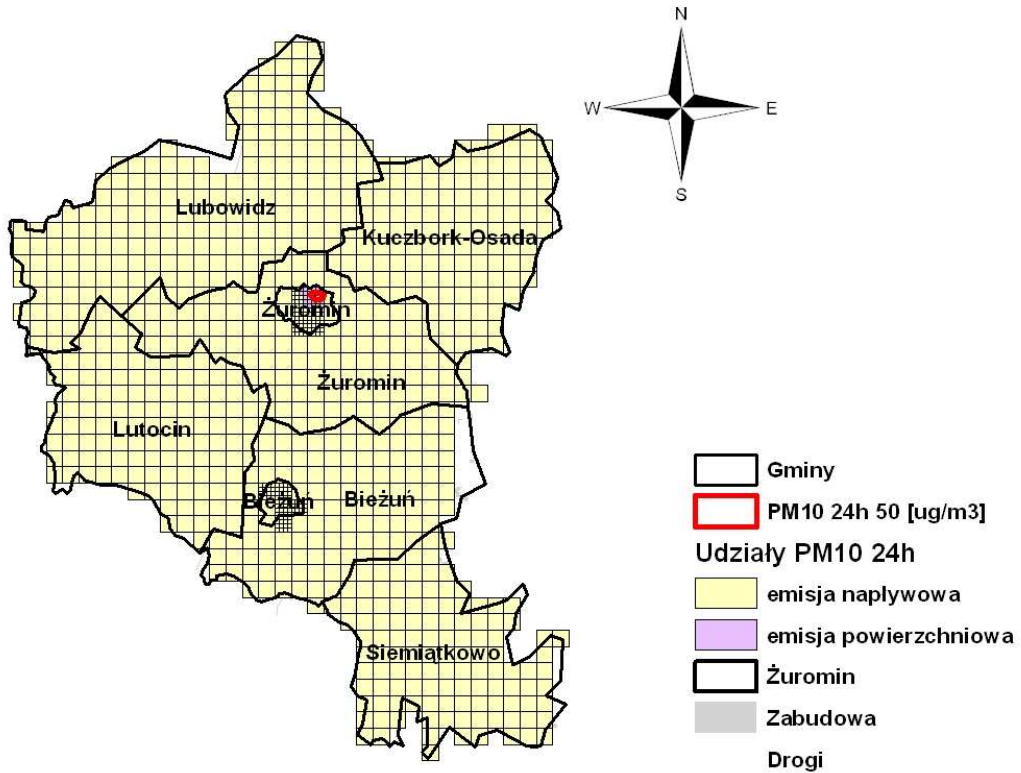 N
W
E
S
Lubowidz
Kuczbork-Osada
Żuromin
Żuromin
Lutocin
Bieżuń
Bieżuń
Siemiątkowo
Gminy
PM10 24h 50 [ug/m3]
Udziały PM10 24h
emisja napływowa
emisja powierzchniowa
Żuromin
Zabudowa
Drogi